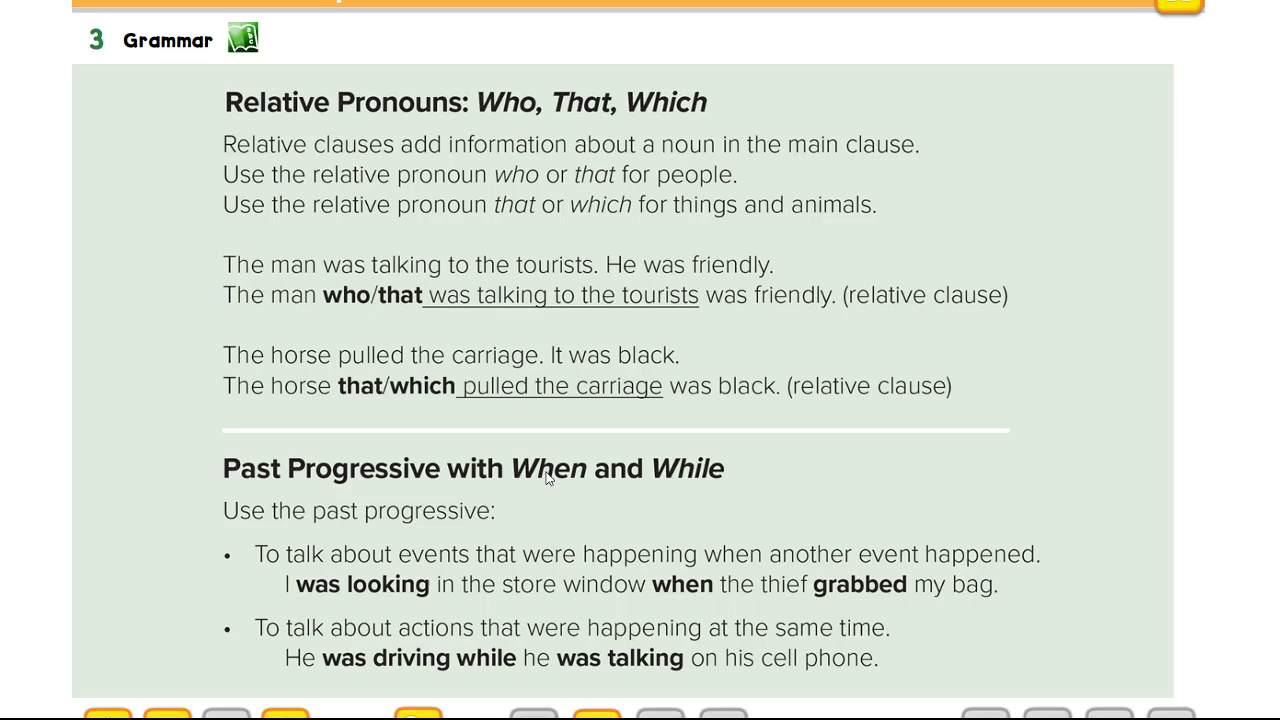 3 Grammar
Relative Pronouns: Who, That, Which
Relative clauses add information about a noun in the main clause.
Use the relative pronoun who or that for people.
Use the relative pronoun that or which for things and animals.
The man was talking to the tourists. He was friendly.
The man who/that was talking to the tourists was friendly. (relative clause)
The horse pulled the carriage. It was black.
The horse that/which pulled the carriage was black. (relative clause)
Past Progressive with When and While
Use the past progressive:
• To talk about events that were happening when another event happened.
I was looking in the store window when the thief grabbed my bag.
• To talk about actions that were happening at the same time.
He was driving while he was talking on his cell phone.